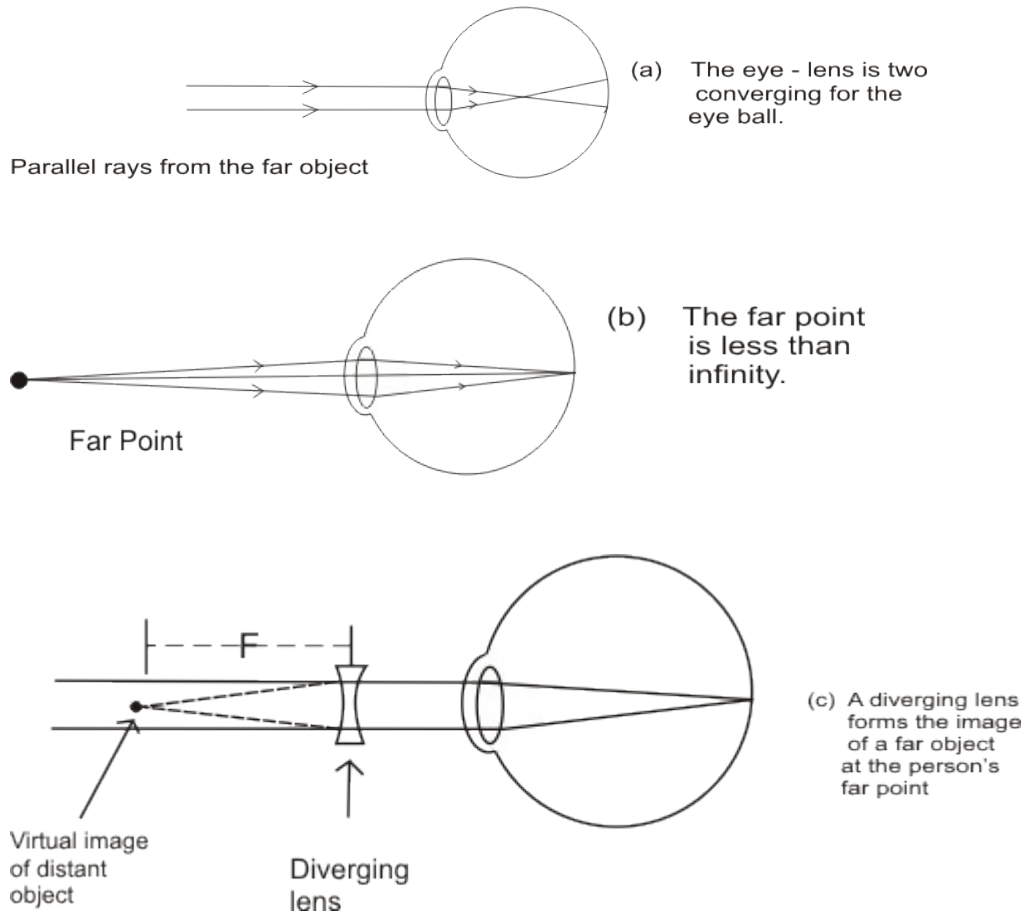 (a) The eye - lens is two
converging for the
eye ball.
Parallel rays from the far object
(b) The far point
is less than
infinity.
Far Point
F
(c) A diverging lens
forms the image
of a far object
at the person's
far point
Virtual image
of distant
object
Diverging
lens